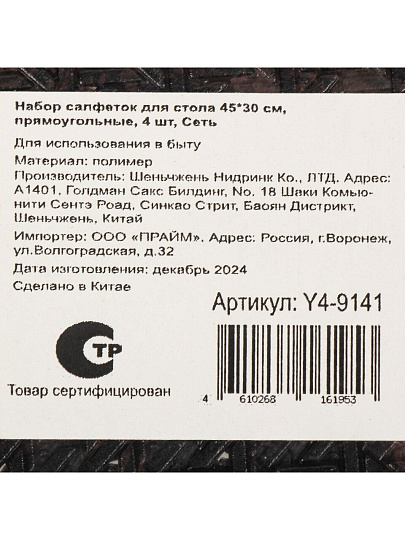 Набор салфеток для стола 45*30 см,
прямоугольные, 4 шт, Сеть
Для использования в быту
Материал: полимер
Производитель: Шеньчжень Нидринк Ко., ЛТД. Адрес:
А1401, Голдман Сакс Билдинг, No. 18 Шаки Комью-
нити Сентэ Роад, Синкао Стрит, Баоян Дистрикт,
Шеньчжень, Китай
Импортер: ООО «ПРАЙМ». Адрес: Россия, г.Воронеж,
ул.Волгоградская, д.32
Дата изготовления: декабрь 2024
Сделано в Китае
Артикул: Y4-9141
СТР
Товар сертифицирован
4 610268 161953